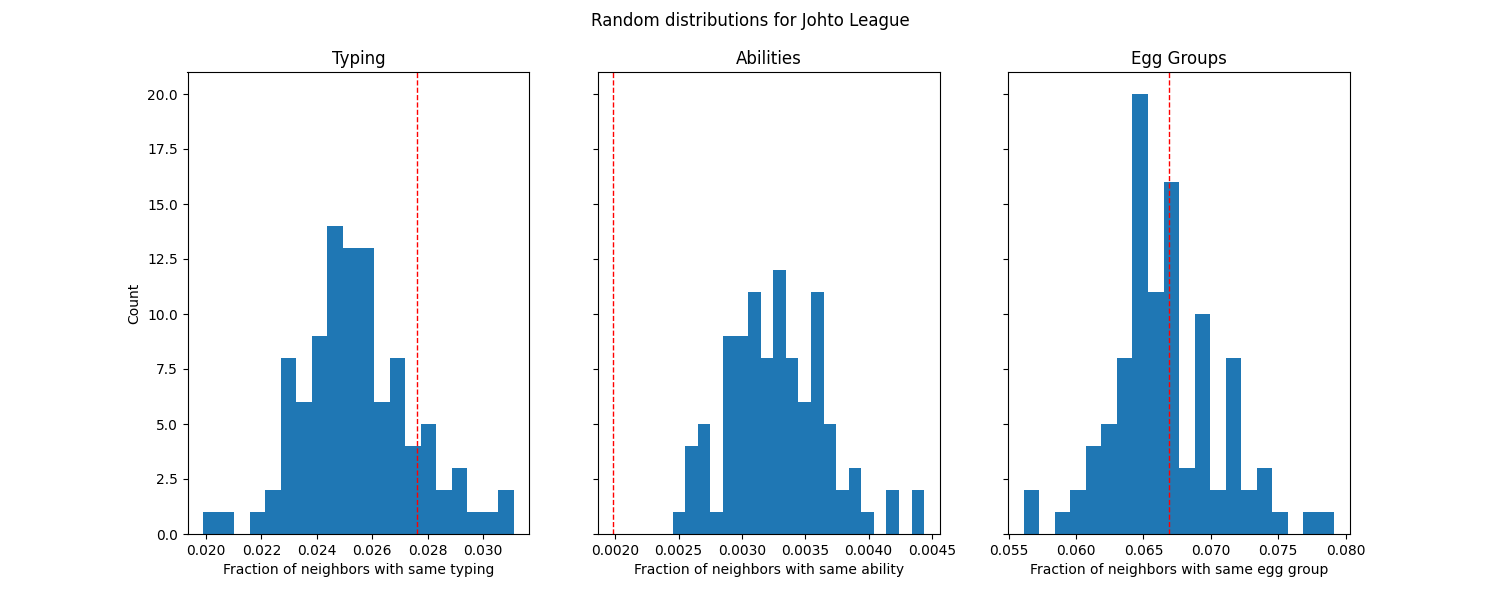 Random distributions for Johto League
Typing
Abilities
Egg Groups
Count
20.0
17.5
15.0
12.5
10.0
7.5
5.0
2.5
0.0
0.020 0.022 0.024 0.026 0.028 0.030
0.0020 0.0025 0.0030 0.0035 0.0040 0.0045
0.055 0.060 0.065 0.070 0.075 0.080
Fraction of neighbors with same typing
Fraction of neighbors with same ability
Fraction of neighbors with same egg group